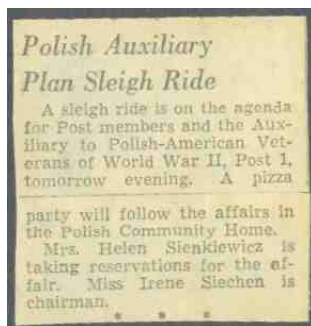 Polish Auxiliary
Plan Sleigh Ride
A sleigh ride is on the agenda
for Post members and the Aux-
iliary to Polish-American Vet-
erans of World War II, Post 1,
tomorrow evening. A pizza
party will follow the affairs in
the Polish Community Home.
Mrs. Helen Sienkiewicz is
taking reservations for the af-
fair. Miss Irene Siechen is
chairman.
* * *